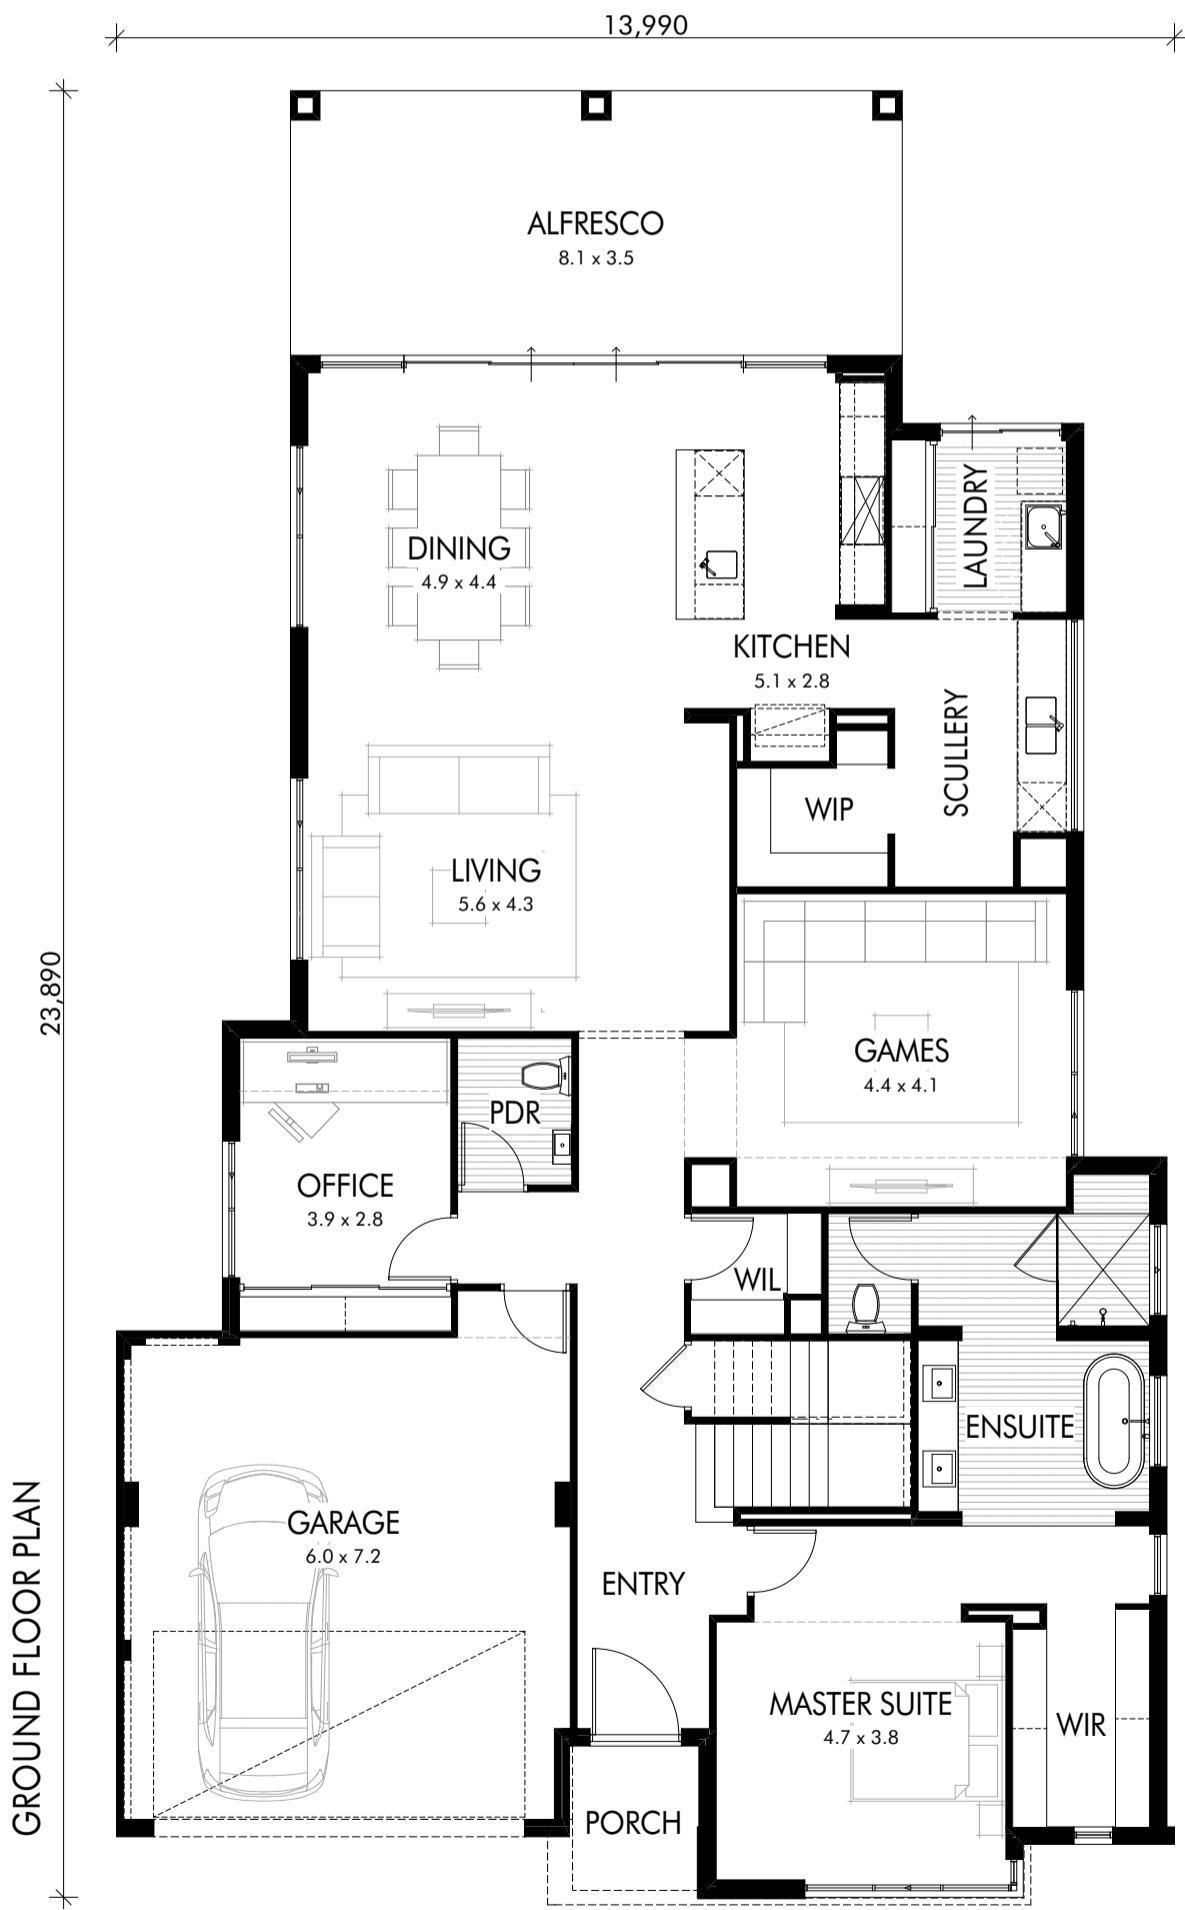 13,990
ALFRESCO
8.1 x 3.5
DINING
4.9 x 4.4
LAUNDRY
KITCHEN
5.1 x 2.8
SCULLERY
WIP
LIVING
5.6 x 4.3
23,890
GAMES
4.4 x 4.1
PDR
OFFICE
3.9 x 2.8
WIL
ENSUITE
GARAGE
6.0 x 7.2
ENTRY
MASTER SUITE
4.7 x 3.8
WIR
PORCH
GROUND FLOOR PLAN